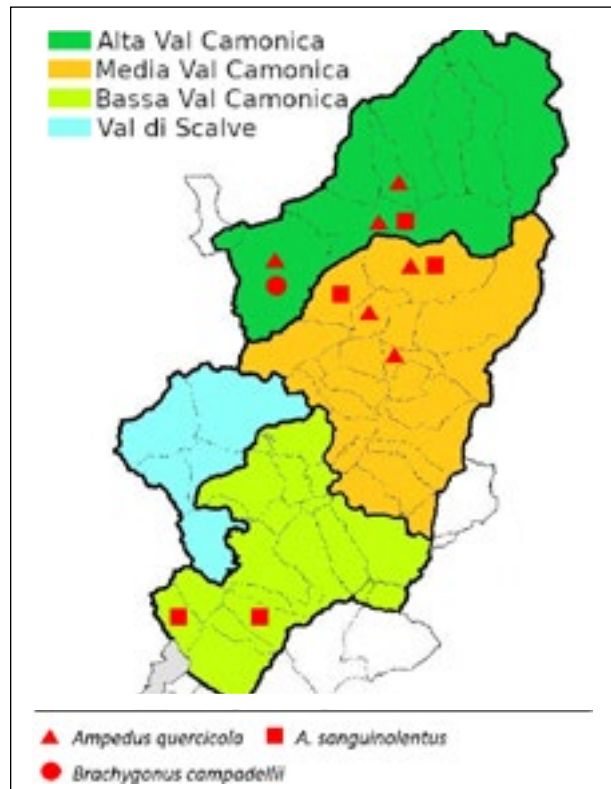 Alta Val Camonica
Media Val Camonica
Bassa Val Camonica
Val di Scalve
Ampedus quercicola A. sanguinolentus
Brachygonus campadellii